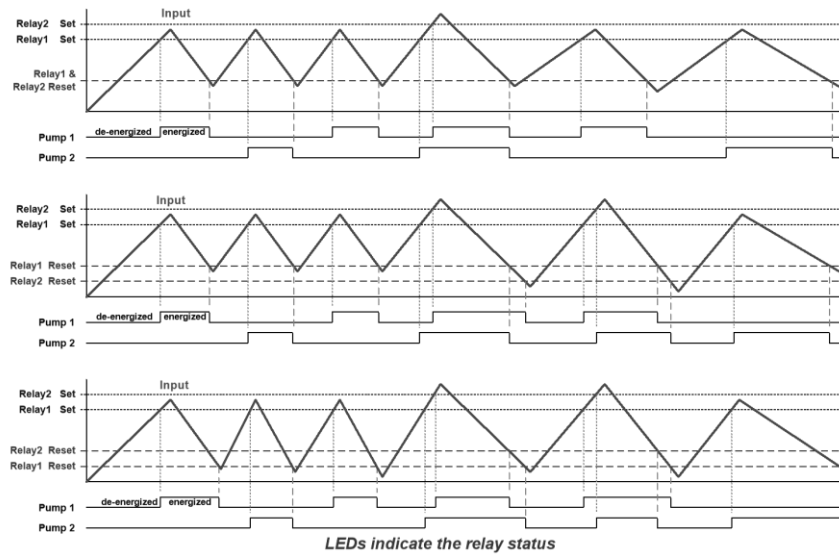 Input
Relay2 Set
Relay1 Set
Relay1 &
Relay2 Reset
de-energized energized
Pump 1
Pump 2
Input
Relay2 Set
Relay1 Set
Relay1 Reset
Relay2 Reset
de-energized energized
Pump 1
Pump 2
Input
Relay2 Set
Relay1 Set
Relay2 Reset
Relay1 Reset
de-energized energized
Pump 1
Pump 2
LEDs indicate the relay status